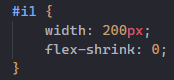 #i1 {
    width: 200px;
    flex-shrink: 0;
}